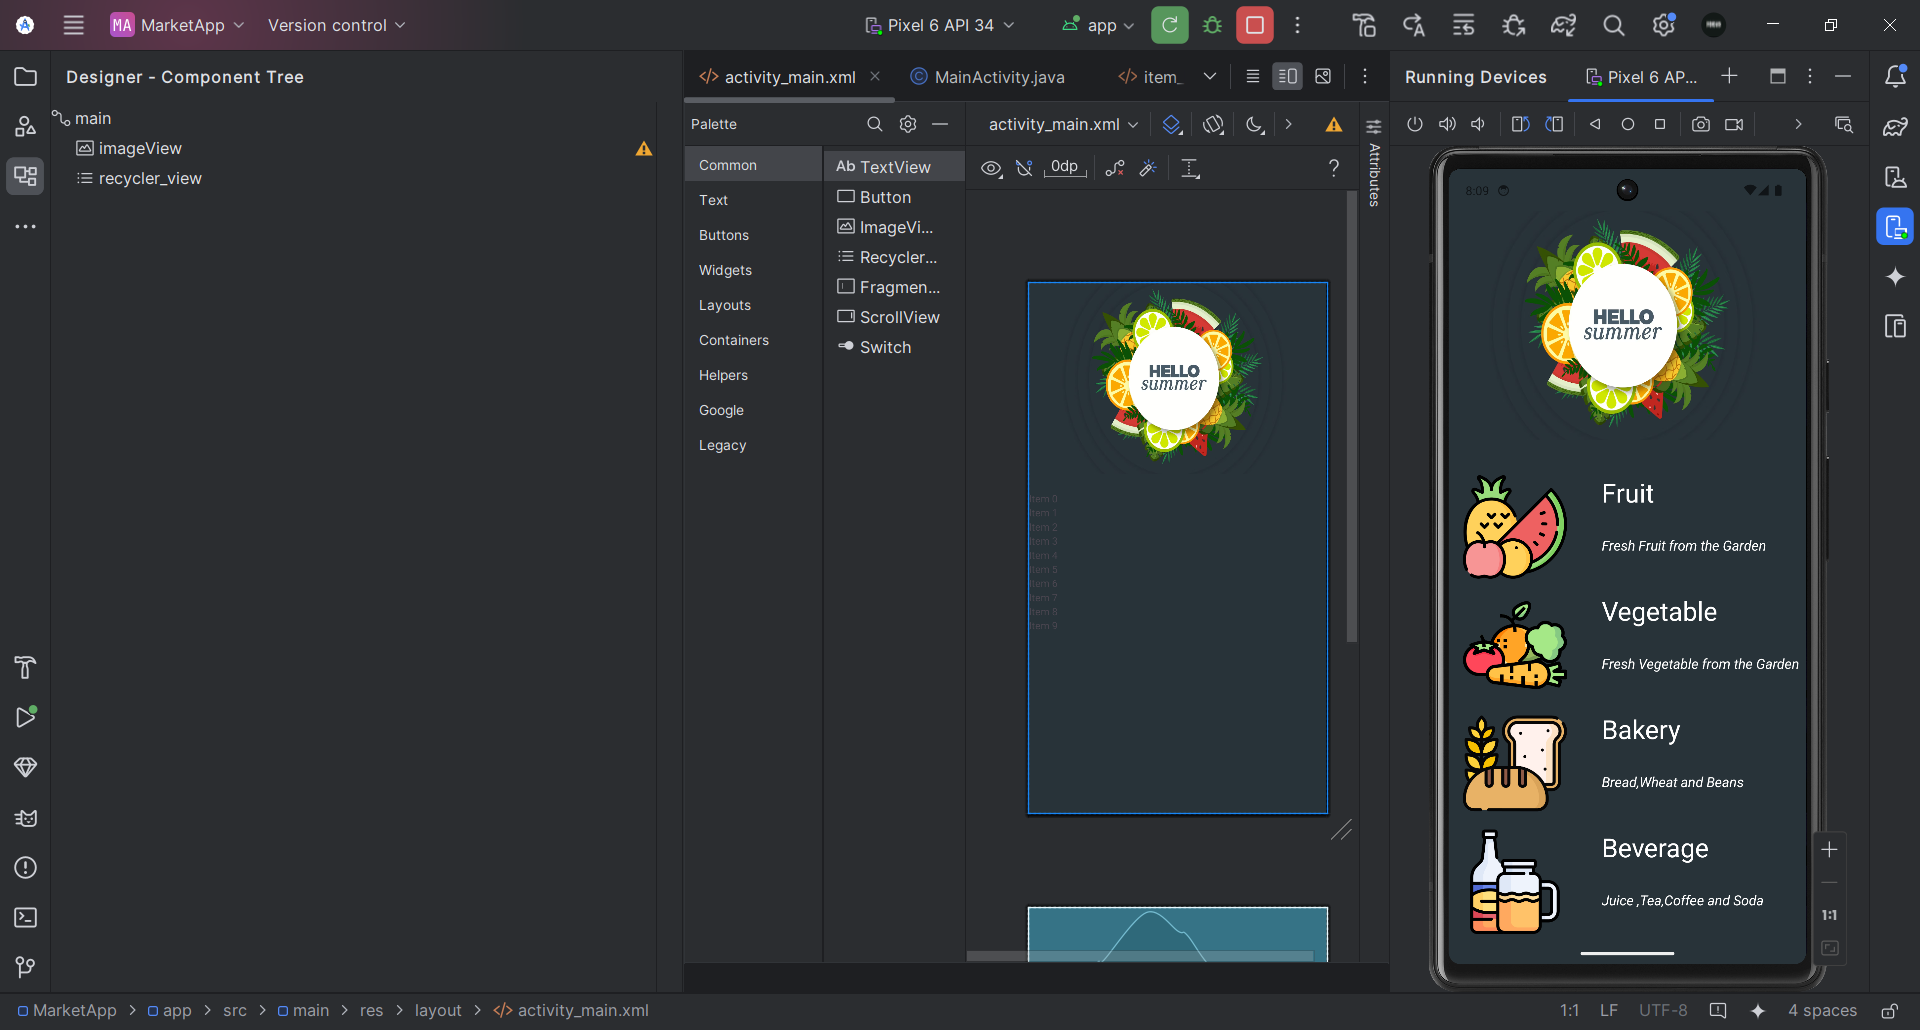 MA MarketApp
Version control
Pixel 6 API 34
app
Designer - Component Tree
activity_main.xml
MainActivity.java
item_
Running Devices
Pixel 6 AP...
main
imageView
recycler_view
Palette
Common
Text
Buttons
Widgets
Layouts
Containers
Helpers
Google
Legacy
Ab TextView
Button
ImageVi...
Recycler...
Fragmen...
ScrollView
Switch
activity_main.xml
0dp
?
Attributes
HELLO
summer
Item 0
Item 1
Item 2
Item 3
Item 4
Item 5
Item 6
Item 7
Item 8
Item 9
8:09
HELLO
summer
Fruit
Fresh Fruit from the Garden
Vegetable
Fresh Vegetable from the Garden
Bakery
Bread,Wheat and Beans
Beverage
Juice ,Tea,Coffee and Soda
1:1
MarketApp > app > src > main > res > layout > activity_main.xml
1:1 LF UTF-8 4 spaces